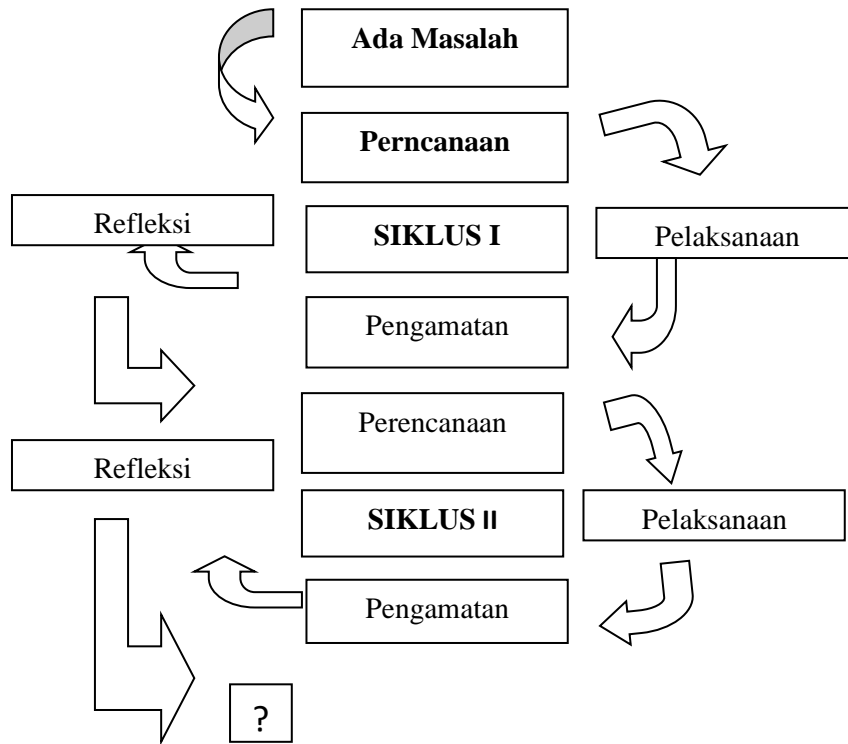 Ada Masalah
Perncanaan
Refleksi
SIKLUS I
Pelaksanaan
Pengamatan
Perencanaan
Refleksi
SIKLUS II
Pelaksanaan
Pengamatan
?